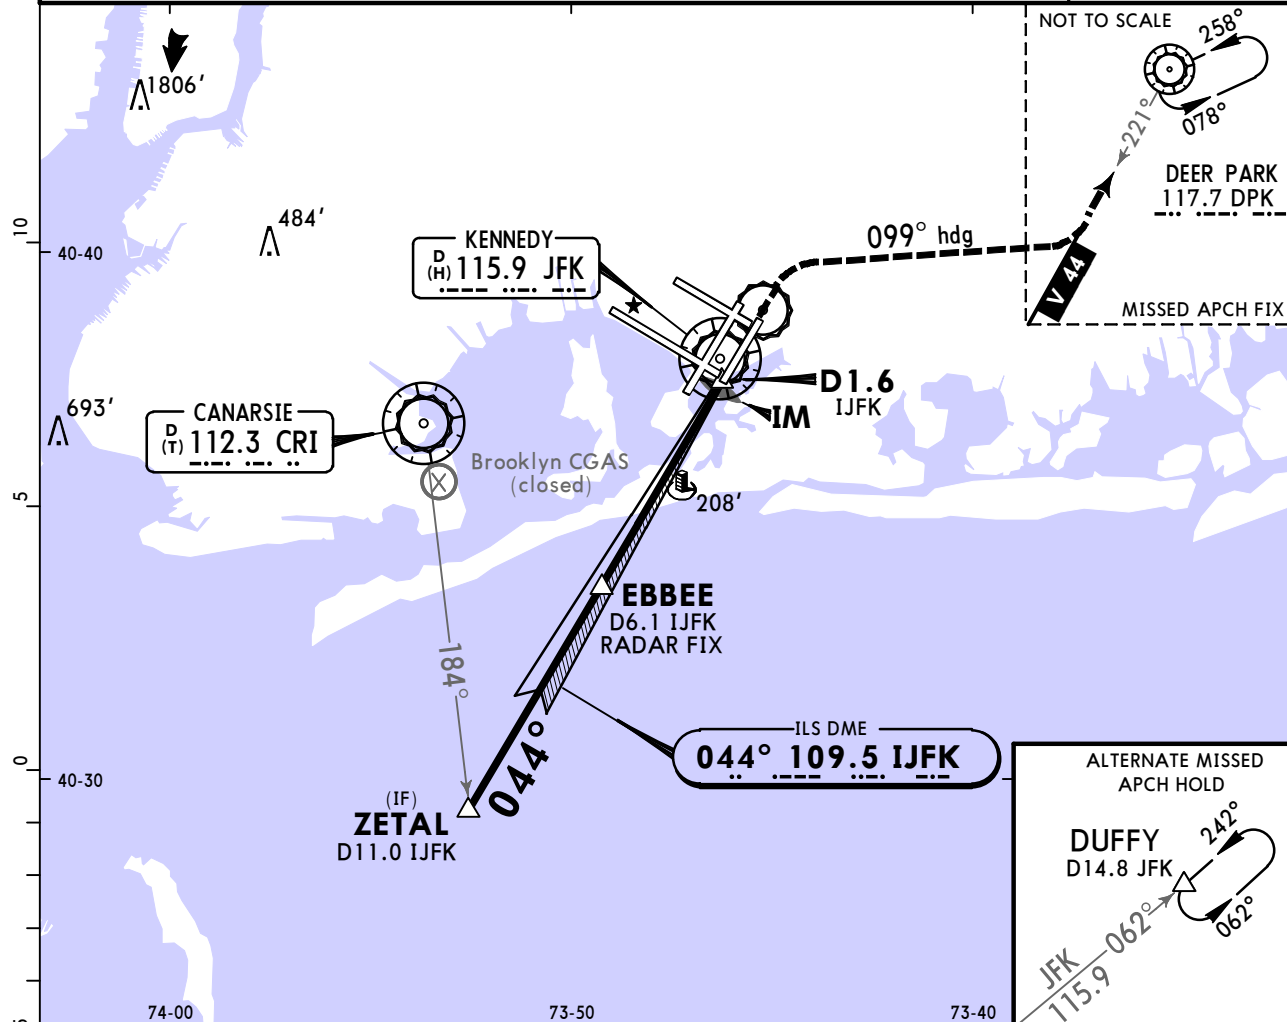 NOT TO SCALE
258°
078°
221°
DEER PARK
117.7 DPK
V 44
MISSED APCH FIX
1806'
484'
693'
10
40-40
KENNEDY
D
(H) 115.9 JFK
099° hdg
D1.6
IJFK
IM
CANARSIE
D
(T) 112.3 CRI
Brooklyn CGAS
(closed)
208'
5
EBBEE
D6.1 IJFK
RADAR FIX
184°
044°
ILS DME
044° 109.5 IJFK
0
40-30
(IF)
ZETAL
D11.0 IJFK
ALTERNATE MISSED
APCH HOLD
DUFFY
D14.8 JFK
242°
062°
062°
JFK
115.9
74-00
73-50
73-40